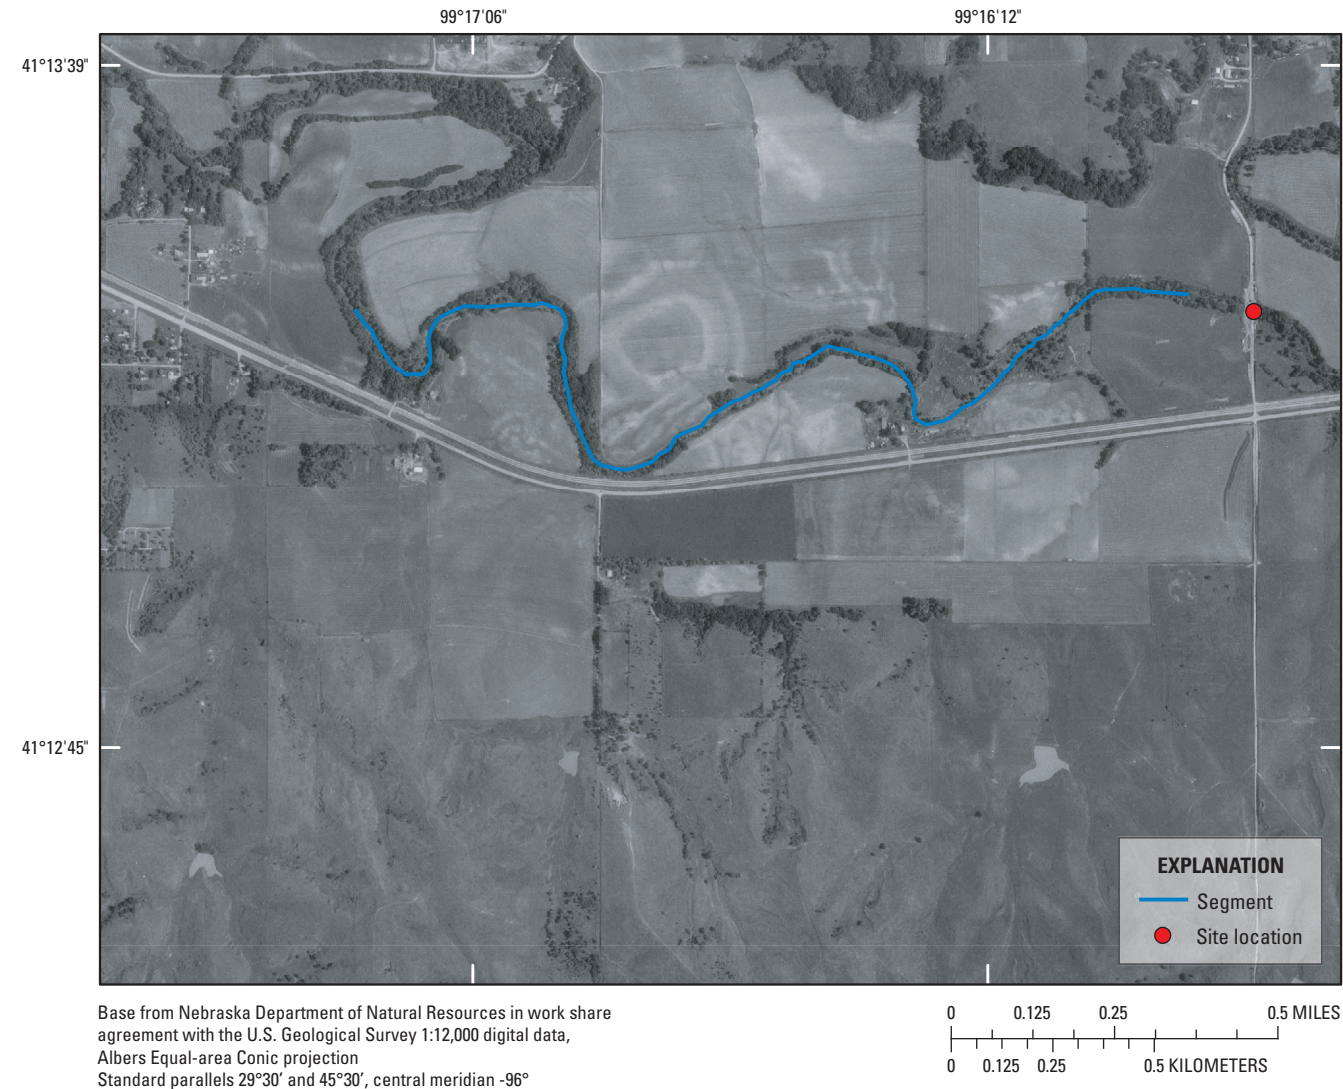 99°17'06"
99°16'12"
41°13'39"
41°12'45"
EXPLANATION
Segment
Site location
Base from Nebraska Department of Natural Resources in work share
agreement with the U.S. Geological Survey 1:12,000 digital data,
Albers Equal-area Conic projection
Standard parallels 29°30’ and 45°30’, central meridian -96°
0 0.125 0.25 0.5 MILES
0 0.125 0.25 0.5 KILOMETERS